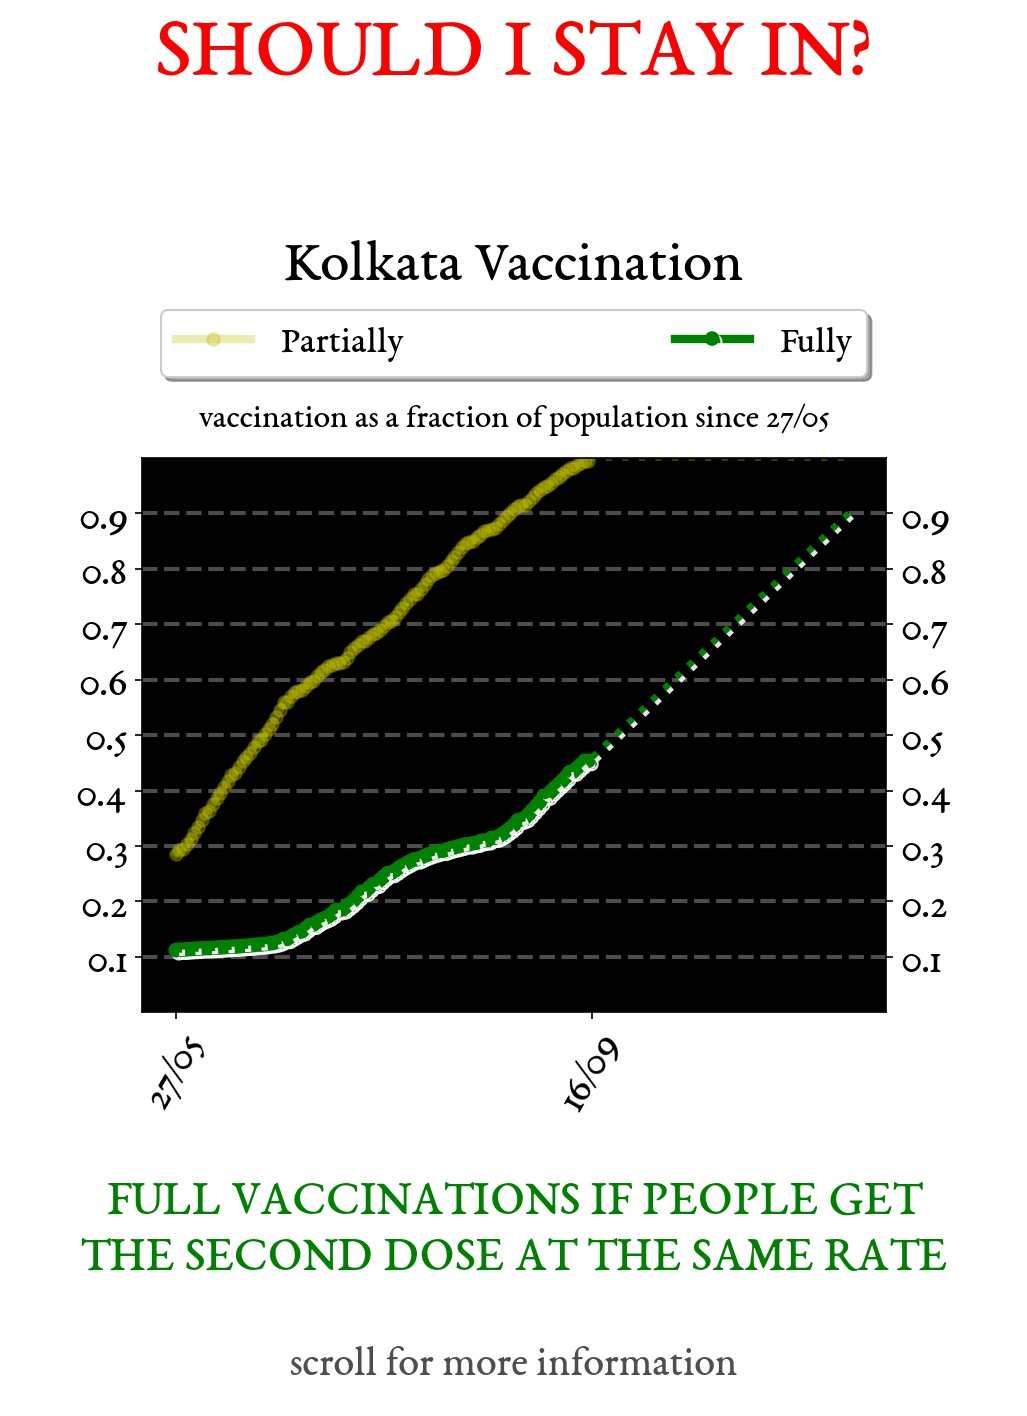 SHOULD I STAY IN?
Kolkata Vaccination
Partially Fully
vaccination as a fraction of population since 27/05
0.9 0.9
0.8 0.8
0.7 0.7
0.6 0.6
0.5 0.5
0.4 0.4
0.3 0.3
0.2 0.2
0.1 0.1
27/05 16/09
FULL VACCINATIONS IF PEOPLE GET
THE SECOND DOSE AT THE SAME RATE
scroll for more information